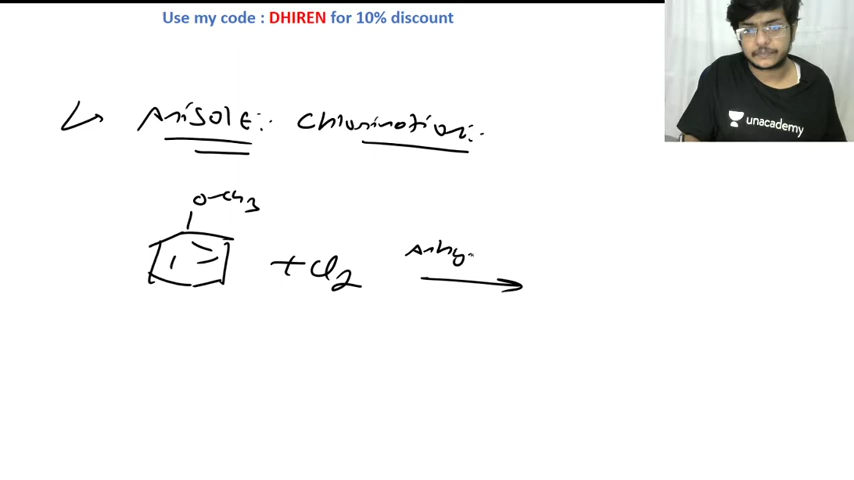 Use my code : DHIREN for 10% discount
unacademy
Anisole:. Chlorination:.
O-CH3
+ Cl2
Anhy.